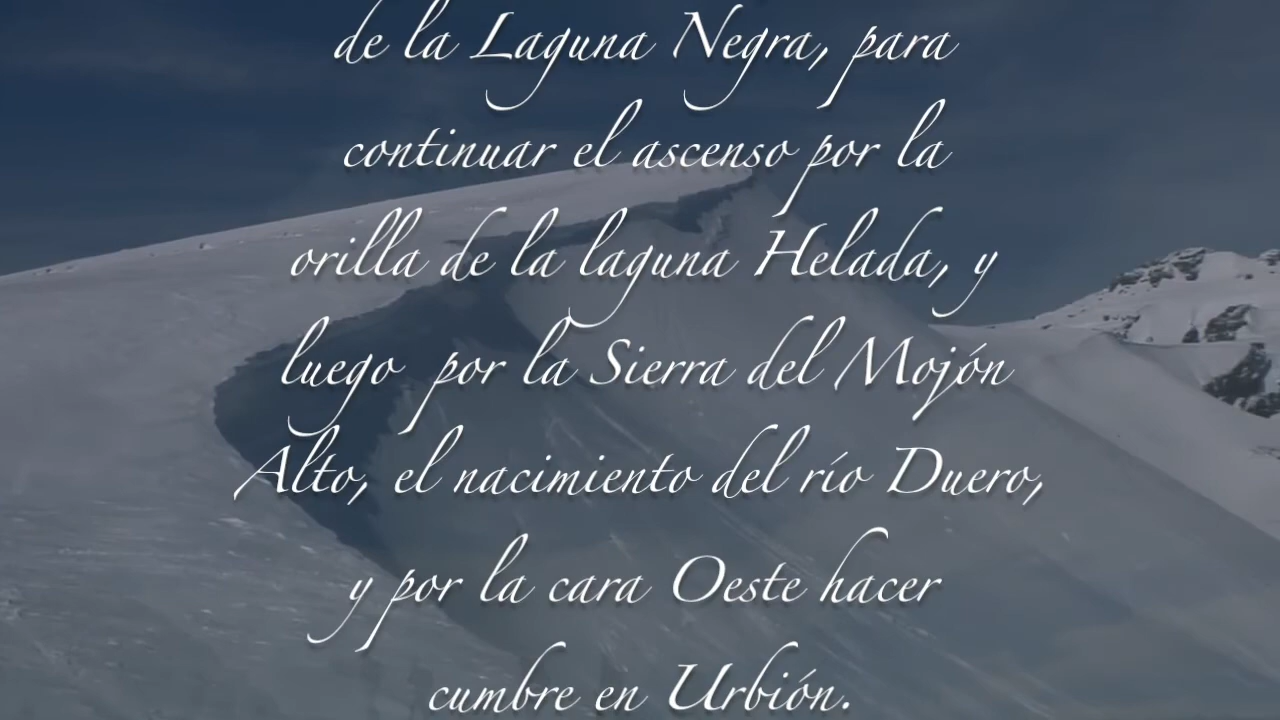 de la Laguna Negra, para
continuar el ascenso por la
orilla de la laguna Helada, y
luego por la Sierra del Mojón
Alto, el nacimiento del río Duero,
y por la cara Oeste hacer
cumbre en Urbión.